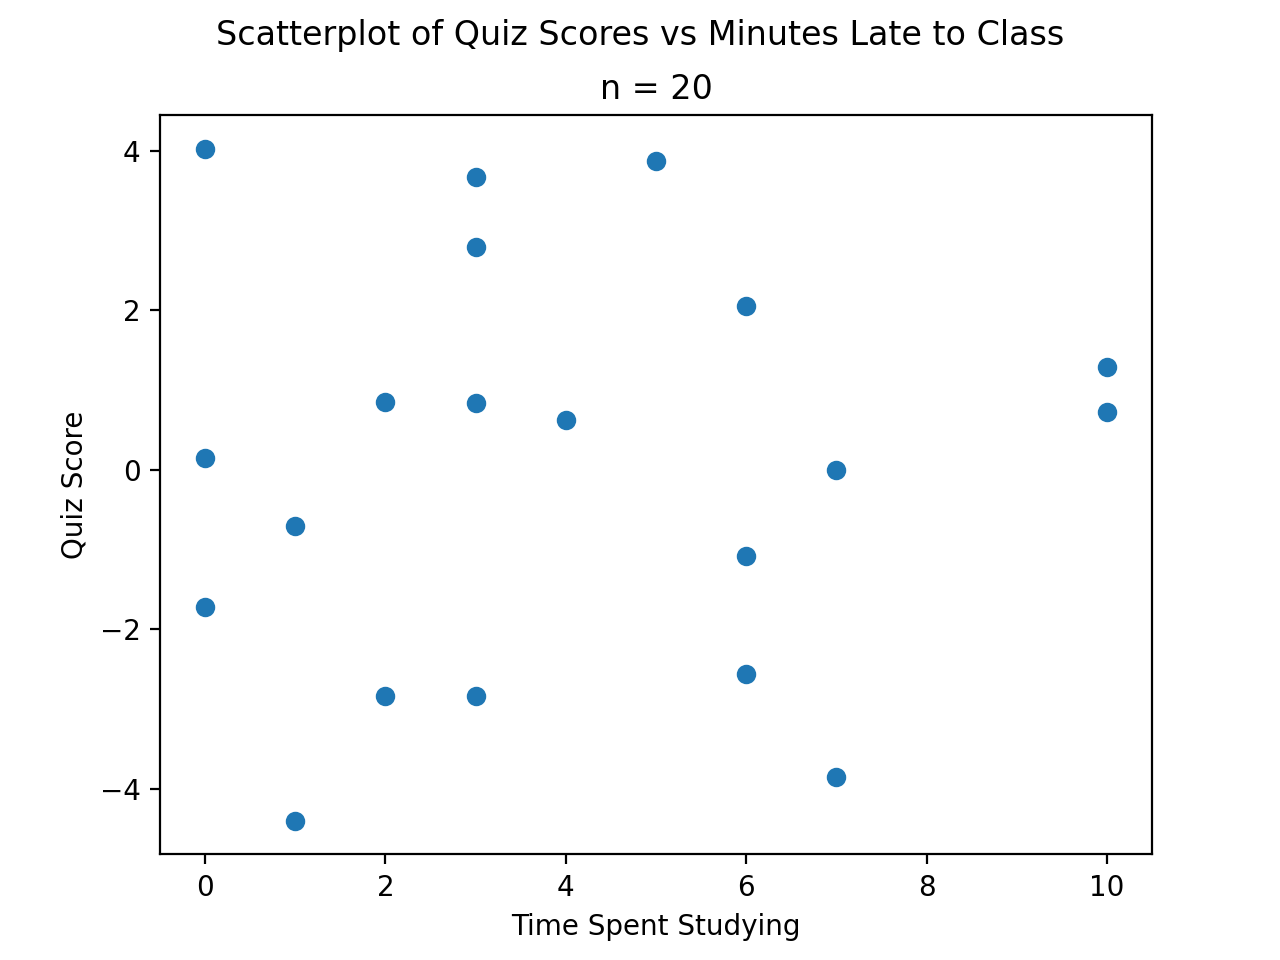 Scatterplot of Quiz Scores vs Minutes Late to Class
n = 20
4
2
0
−2
−4
Quiz Score
0 2 4 6 8 10
Time Spent Studying